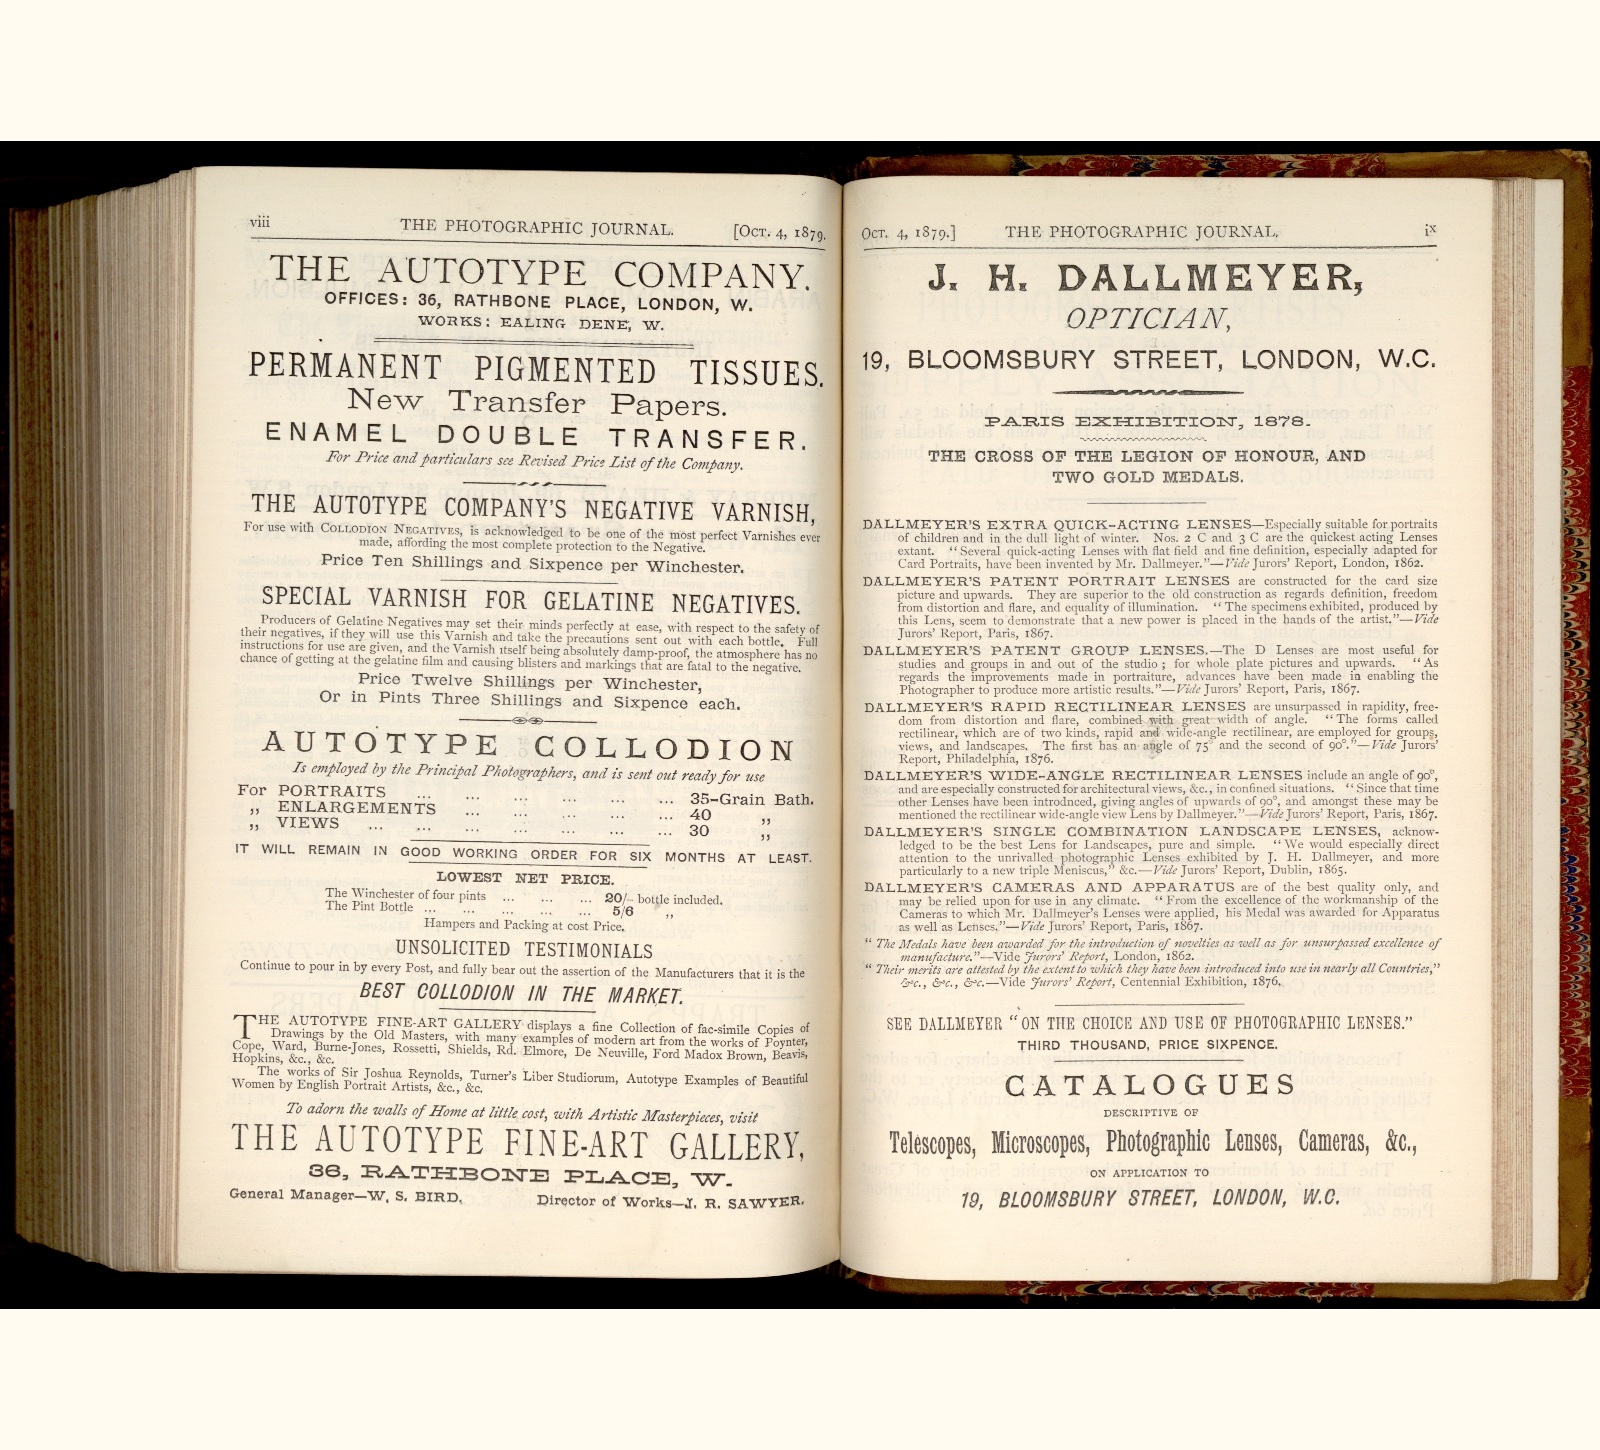 viii THE PHOTOGRAPHIC JOURNAL. [Oct. 4, 1879.
THE AUTOTYPE COMPANY.
OFFICES: 36, RATHBONE PLACE, LONDON, W.
WORKS: EALING DENE, W.
PERMANENT PIGMENTED TISSUES.
New Transfer Papers.
ENAMEL DOUBLE TRANSFER.
For Price and particulars see Revised Price List of the Company.
THE AUTOTYPE COMPANY'S NEGATIVE VARNISH,
For use with Collodion Negatives, is acknowledged to be one of the most perfect Varnishes ever
made, affording the most complete protection to the Negative.
Price Ten Shillings and Sixpence per Winchester.
SPECIAL VARNISH FOR GELATINE NEGATIVES.
Producers of Gelatine Negatives may set their minds perfectly at ease, with respect to the safety of
their negatives, if they will use this Varnish and take the precautions sent out with each bottle. Full
instructions for use are given, and the Varnish itself being absolutely damp-proof, the atmosphere has no
chance of getting at the gelatine film and causing blisters and markings that are fatal to the negative.
Price Twelve Shillings per Winchester,
Or in Pints Three Shillings and Sixpence each.
AUTOTYPE COLLODION
Is employed by the Principal Photographers, and is sent out ready for use
For PORTRAITS ... ... ... ... ... ... 35-Grain Bath.
„ ENLARGEMENTS ... ... ... ... ... 40 „
„ VIEWS ... ... ... ... ... ... ... 30 „
IT WILL REMAIN IN GOOD WORKING ORDER FOR SIX MONTHS AT LEAST.
LOWEST NET PRICE.
The Winchester of four pints ... ... ... 20/- bottle included.
The Pint Bottle ... ... ... ... ... 5/6 „
Hampers and Packing at cost Price.
UNSOLICITED TESTIMONIALS
Continue to pour in by every Post, and fully bear out the assertion of the Manufacturers that it is the
BEST COLLODION IN THE MARKET.
THE AUTOTYPE FINE-ART GALLERY displays a fine Collection of fac-simile Copies of
Drawings by the Old Masters, with many examples of modern art from the works of Poynter,
Cope, Ward, Burne-Jones, Rossetti, Shields, Rd. Elmore, De Neuville, Ford Madox Brown, Beavis,
Hopkins, &c., &c.
The works of Sir Joshua Reynolds, Turner's Liber Studiorum, Autotype Examples of Beautiful
Women by English Portrait Artists, &c., &c.
To adorn the walls of Home at little cost, with Artistic Masterpieces, visit
THE AUTOTYPE FINE-ART GALLERY,
36, RATHBONE PLACE, W.
General Manager—W. S. BIRD. Director of Works—J. R. SAWYER.
Oct. 4, 1879.] THE PHOTOGRAPHIC JOURNAL. ix
J. H. DALLMEYER,
OPTICIAN,
19, BLOOMSBURY STREET, LONDON, W.C.
PARIS EXHIBITION, 1878.
THE CROSS OF THE LEGION OF HONOUR, AND
TWO GOLD MEDALS.
DALLMEYER'S EXTRA QUICK-ACTING LENSES—Especially suitable for portraits
of children and in the dull light of winter. Nos. 2 C and 3 C are the quickest acting Lenses
extant. "Several quick-acting Lenses with flat field and fine definition, especially adapted for
Card Portraits, have been invented by Mr. Dallmeyer."—Vide Jurors' Report, London, 1862.
DALLMEYER'S PATENT PORTRAIT LENSES are constructed for the card size
picture and upwards. They are superior to the old construction as regards definition, freedom
from distortion and flare, and equality of illumination. "The specimens exhibited, produced by
this Lens, seem to demonstrate that a new power is placed in the hands of the artist."—Vide
Jurors' Report, Paris, 1867.
DALLMEYER'S PATENT GROUP LENSES.—The D Lenses are most useful for
studies and groups in and out of the studio; for whole plate pictures and upwards. "As
regards the improvements made in portraiture, advances have been made in enabling the
Photographer to produce more artistic results."—Vide Jurors' Report, Paris, 1867.
DALLMEYER'S RAPID RECTILINEAR LENSES are unsurpassed in rapidity, free-
dom from distortion and flare, combined with great width of angle. "The forms called
rectilinear, which are of two kinds, rapid and wide-angle rectilinear, are employed for groups,
views, and landscapes. The first has an angle of 75° and the second of 90°."—Vide Jurors'
Report, Philadelphia, 1876.
DALLMEYER'S WIDE-ANGLE RECTILINEAR LENSES include an angle of 90°,
and are especially constructed for architectural views, &c., in confined situations. "Since that time
other Lenses have been introdnced, giving angles of upwards of 90°, and amongst these may be
mentioned the rectilinear wide-angle view Lens by Dallmeyer."—Vide Jurors' Report, Paris, 1867.
DALLMEYER'S SINGLE COMBINATION LANDSCAPE LENSES, acknow-
ledged to be the best Lens for Landscapes, pure and simple. "We would especially direct
attention to the unrivalled photographic Lenses exhibited by J. H. Dallmeyer, and more
particularly to a new triple Meniscus," &c.—Vide Jurors' Report, Dublin, 1865.
DALLMEYER'S CAMERAS AND APPARATUS are of the best quality only, and
may be relied upon for use in any climate. "From the excellence of the workmanship of the
Cameras to which Mr. Dallmeyer's Lenses were applied, his Medal was awarded for Apparatus
as well as Lenses."—Vide Jurors' Report, Paris, 1867.
"The Medals have been awarded for the introduction of novelties as well as for unsurpassed excellence of
manufacture."—Vide Jurors' Report, London, 1862.
"Their merits are attested by the extent to which they have been introduced into use in nearly all Countries,"
&c., &c., &c.—Vide Jurors' Report, Centennial Exhibition, 1876.
SEE DALLMEYER "ON THE CHOICE AND USE OF PHOTOGRAPHIC LENSES."
THIRD THOUSAND, PRICE SIXPENCE.
CATALOGUES
DESCRIPTIVE OF
Telescopes, Microscopes, Photographic Lenses, Cameras, &c.,
ON APPLICATION TO
19, BLOOMSBURY STREET, LONDON, W.C.